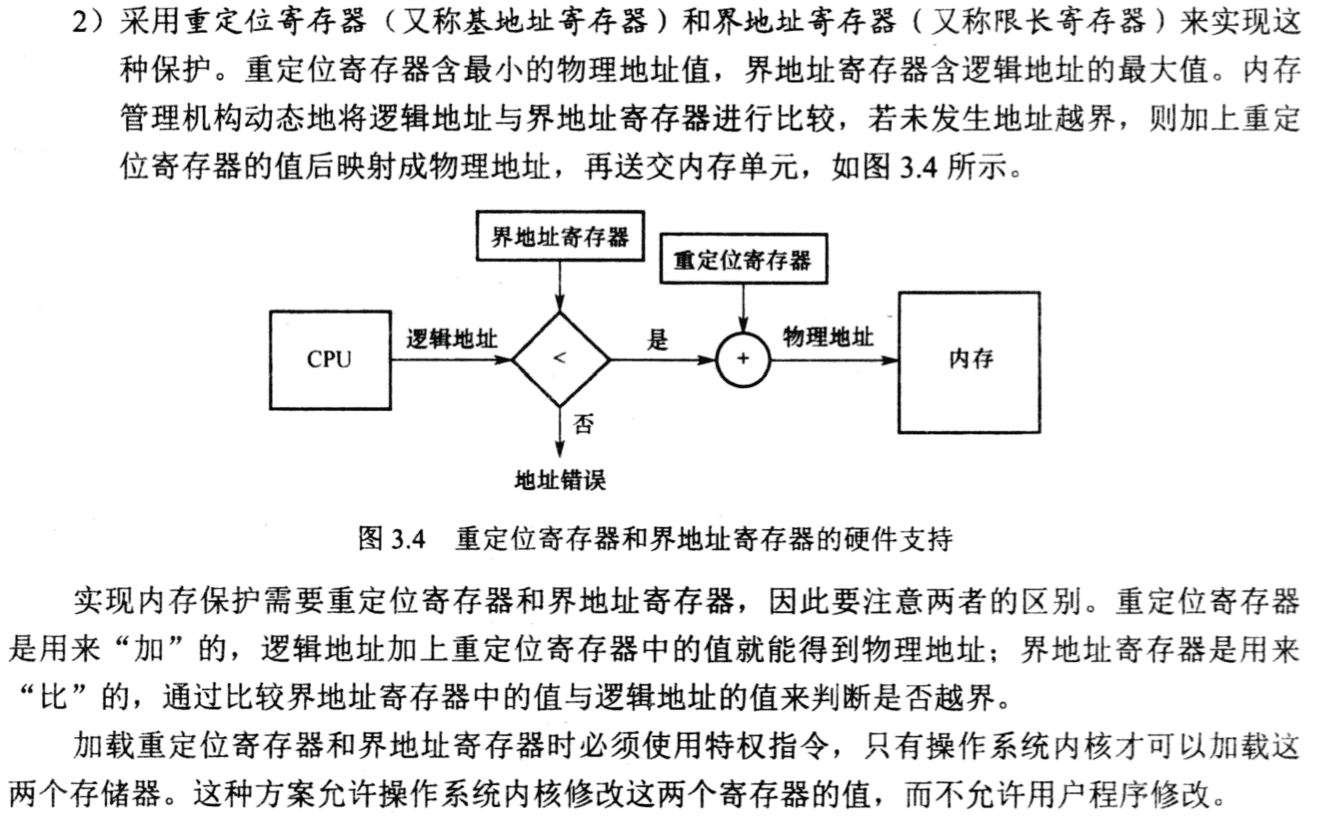 2）采用重定位寄存器（又称基地址寄存器）和界地址寄存器（又称限长寄存器）来实现这
种保护。重定位寄存器含最小的物理地址值，界地址寄存器含逻辑地址的最大值。内存
管理机构动态地将逻辑地址与界地址寄存器进行比较，若未发生地址越界，则加上重定
位寄存器的值后映射成物理地址，再送交内存单元，如图 3.4 所示。
界地址寄存器
重定位寄存器
CPU
逻辑地址
<
是
+
物理地址
内存
否
地址错误
图 3.4 重定位寄存器和界地址寄存器的硬件支持
实现内存保护需要重定位寄存器和界地址寄存器，因此要注意两者的区别。重定位寄存器
是用来“加”的，逻辑地址加上重定位寄存器中的值就能得到物理地址；界地址寄存器是用来
“比”的，通过比较界地址寄存器中的值与逻辑地址的值来判断是否越界。
加载重定位寄存器和界地址寄存器时必须使用特权指令，只有操作系统内核才可以加载这
两个存储器。这种方案允许操作系统内核修改这两个寄存器的值，而不允许用户程序修改。